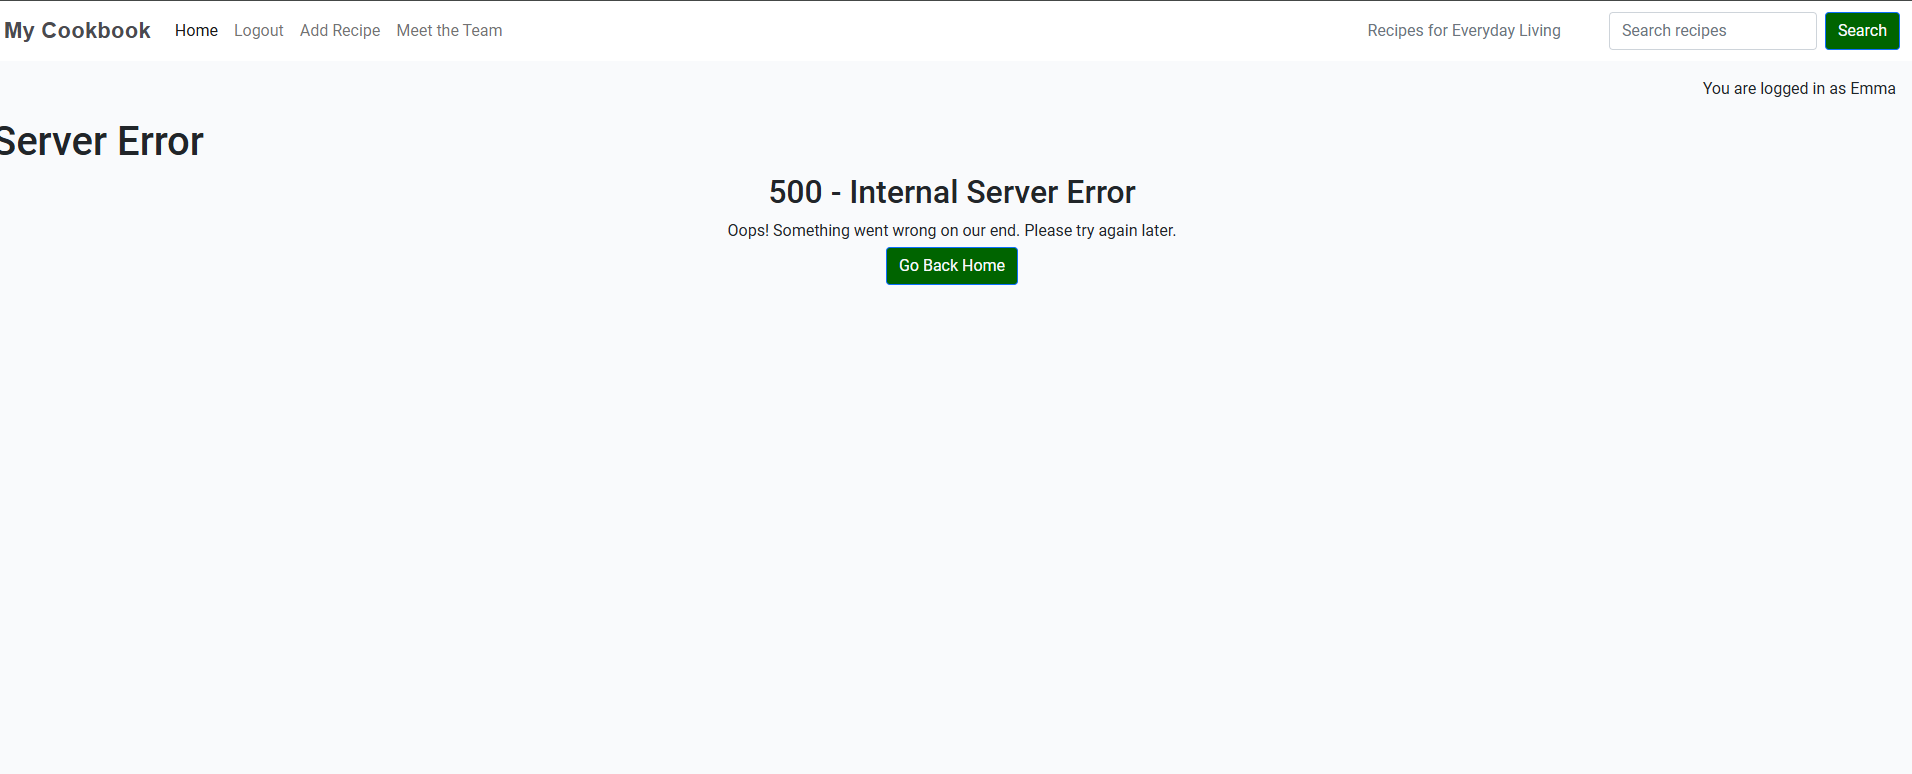 My Cookbook Home Logout Add Recipe Meet the Team Recipes for Everyday Living Search recipes Search
You are logged in as Emma
Server Error
500 - Internal Server Error
Oops! Something went wrong on our end. Please try again later.
Go Back Home